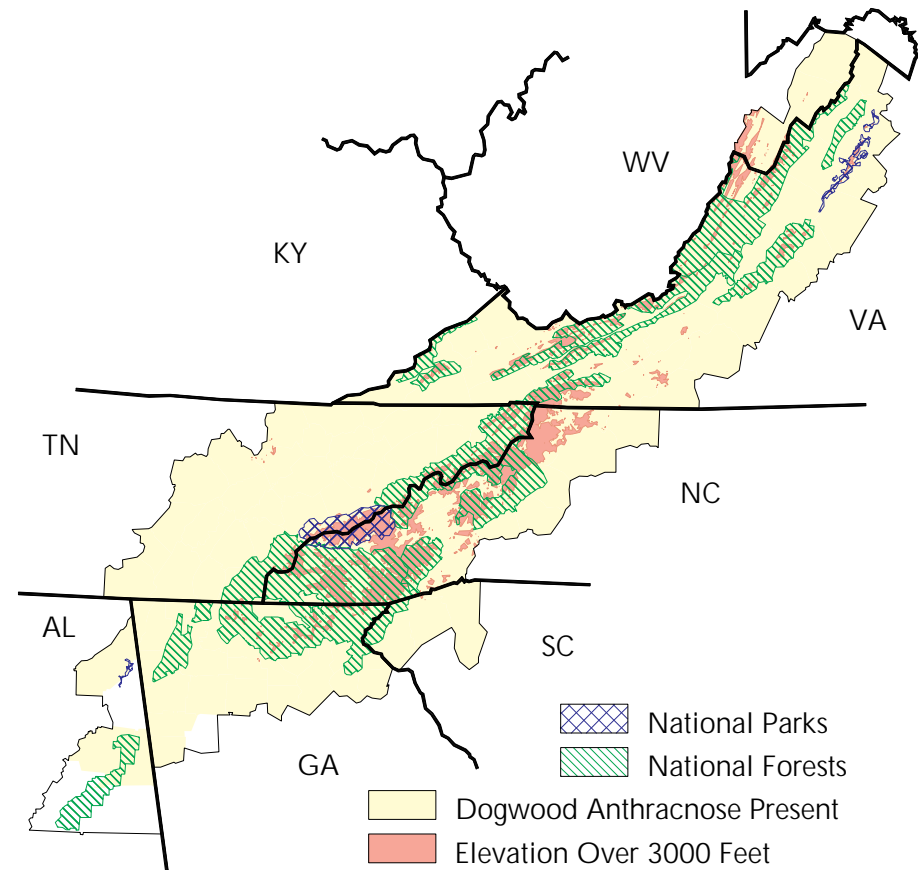 WV
KY
VA
TN
NC
AL
SC
GA
National Parks
National Forests
Dogwood Anthracnose Present
Elevation Over 3000 Feet